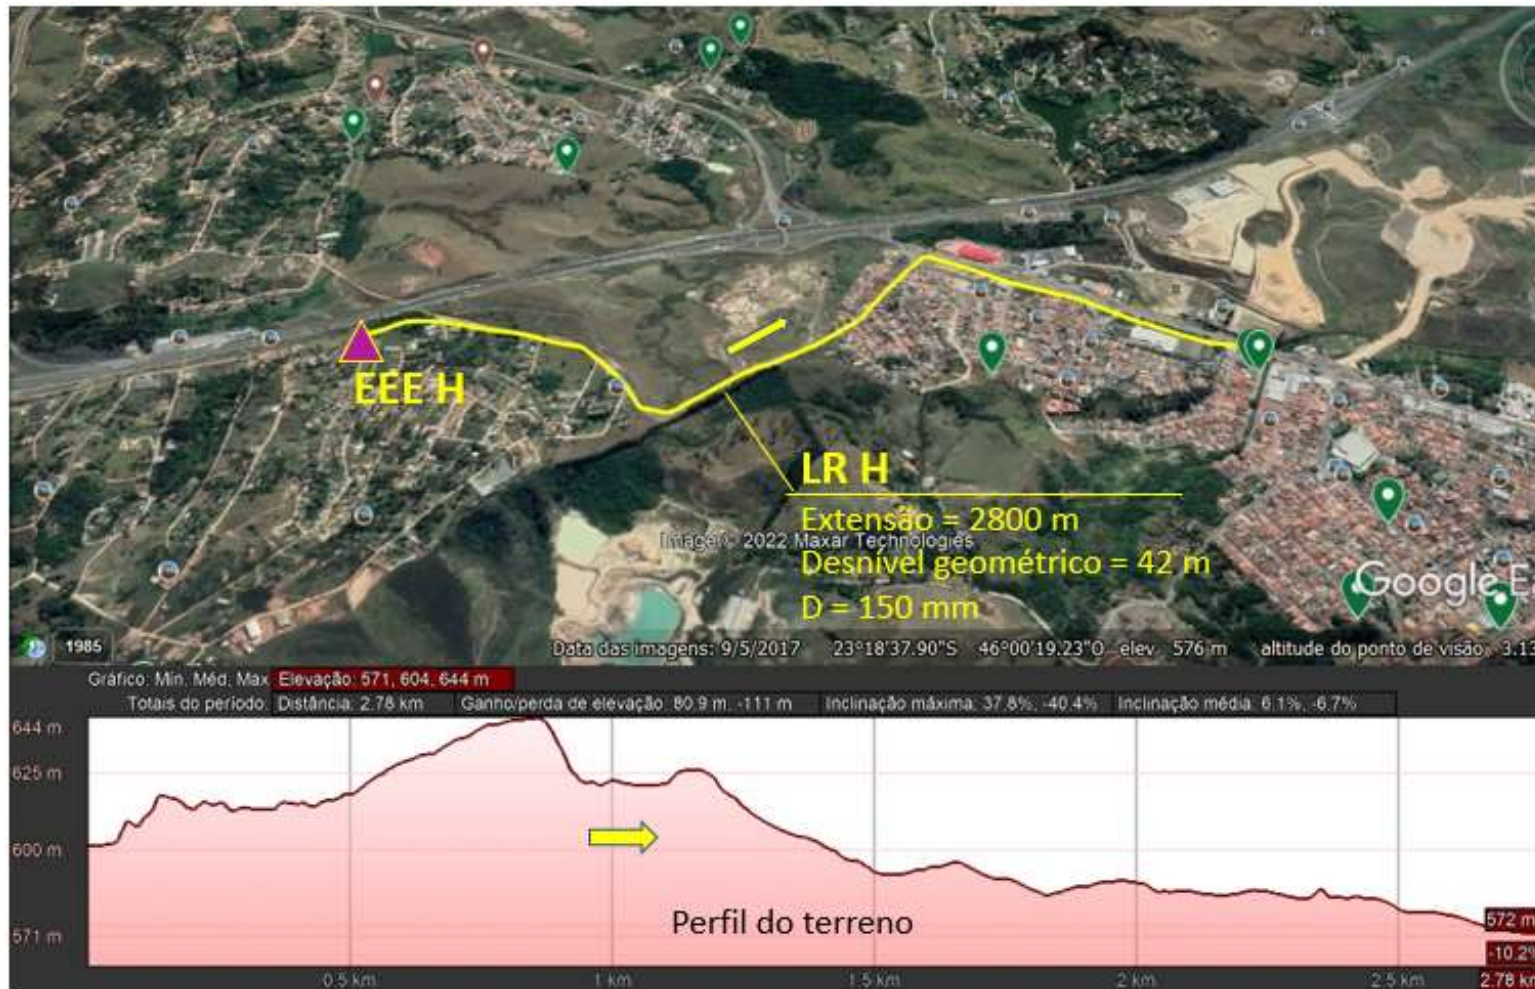 EEE H
LR H
Extensão = 2800 m
Image © 2022 Maxar Technologies
Desnível geométrico = 42 m
D = 150 mm
Google E
1985
Data das imagens: 9/5/2017 23°18'37.90"S 46°00'19.23"O elev 576 m altitude do ponto de visão 3.13
Gráfico: Mín. Méd. Máx. Elevação: 571, 604, 644 m
Totais do período: Distância: 2.78 km Ganho/perda de elevação: 80.9 m, -111 m Inclinação máxima: 37.8%, -40.4% Inclinação média: 6.1%, -6.7%
644 m
625 m
600 m
571 m
Perfil do terreno
572 m
-10.2%
0.5 km 1 km 1.5 km 2 km 2.5 km 2.78 km